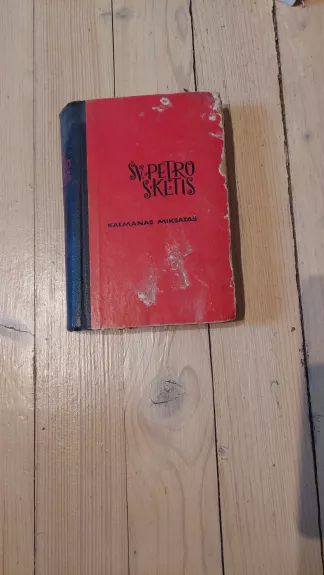 ŠV. PETRO
SKĖTIS
KALMANAS MIKSATAS